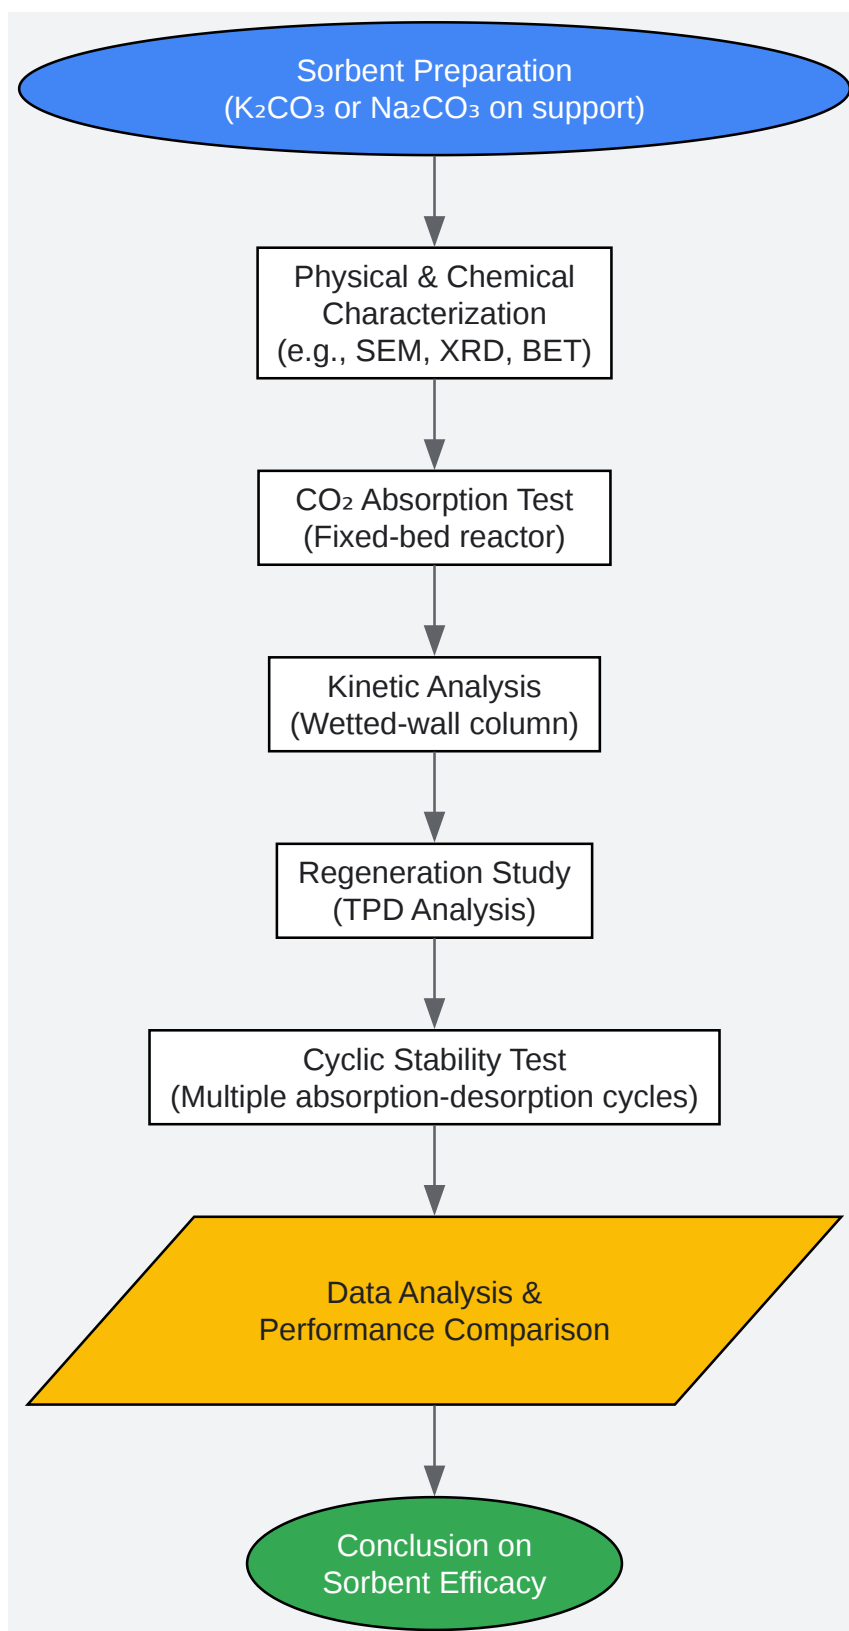 Sorbent Preparation
(K₂CO₃ or Na₂CO₃ on support)
Physical & Chemical
Characterization
(e.g., SEM, XRD, BET)
CO₂ Absorption Test
(Fixed-bed reactor)
Kinetic Analysis
(Wetted-wall column)
Regeneration Study
(TPD Analysis)
Cyclic Stability Test
(Multiple absorption-desorption cycles)
Data Analysis &
Performance Comparison
Conclusion on
Sorbent Efficacy